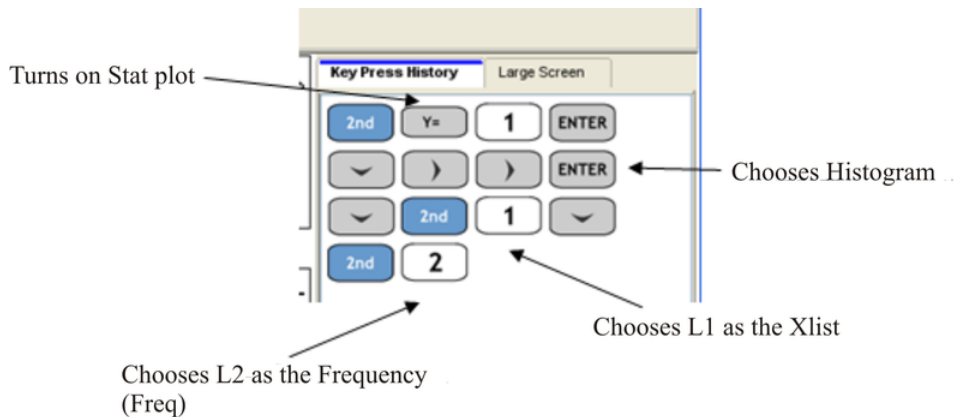 Key Press History Large Screen
Turns on Stat plot
2nd Y= 1 ENTER
ENTER
Chooses Histogram
2nd 1
2nd 2
Chooses L1 as the Xlist
Chooses L2 as the Frequency
(Freq)